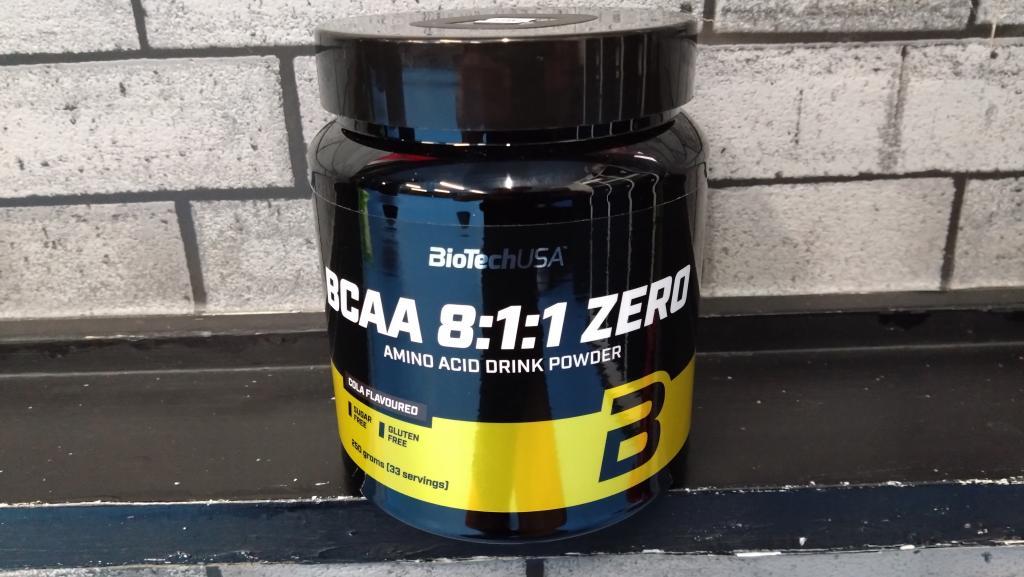 BioTechUSA™
BCAA 8:1:1 ZERO
AMINO ACID DRINK POWDER
COLA FLAVOURED
SUGAR
FREE
GLUTEN
FREE
250 grams (33 servings)
B